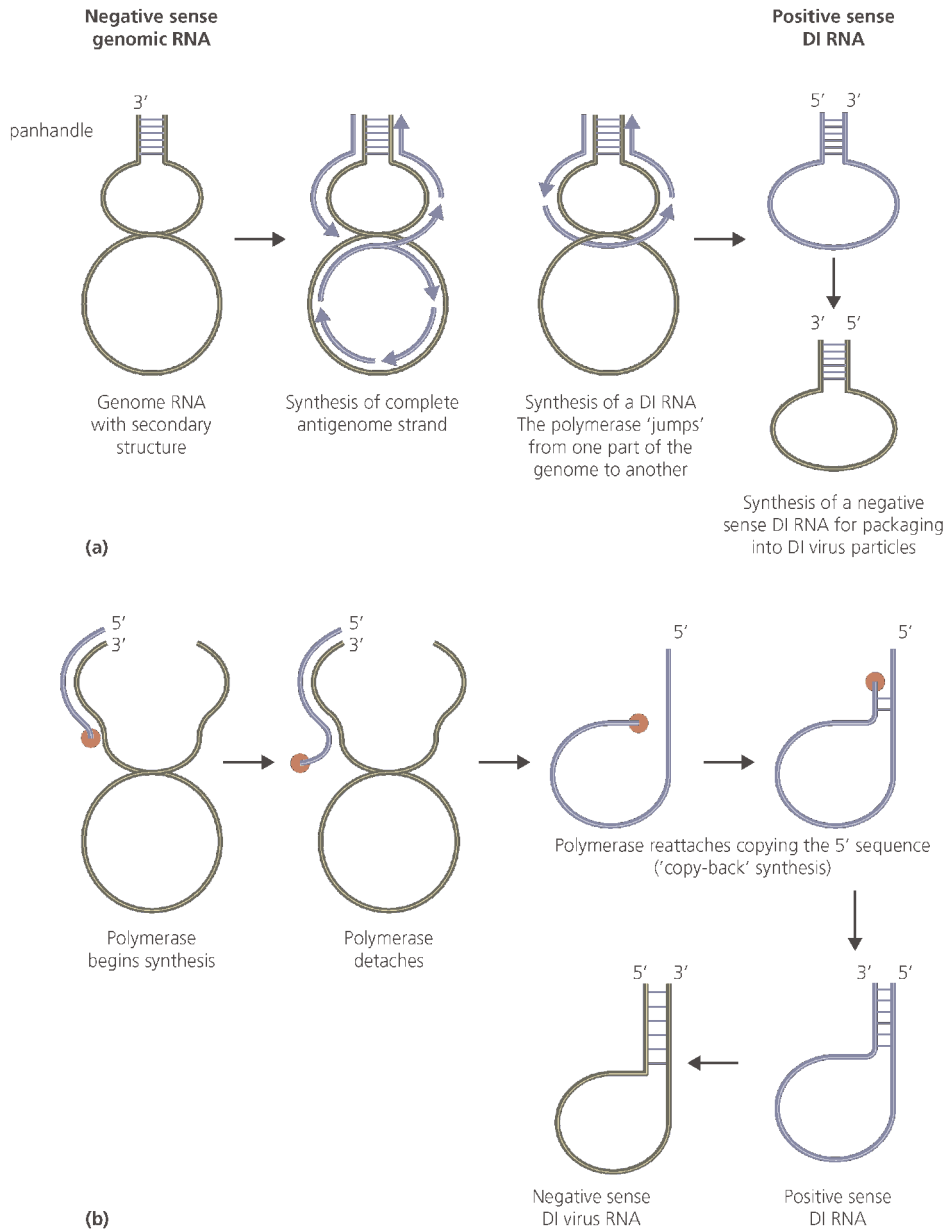 Negative sense
genomic RNA
Positive sense
DI RNA
3′
panhandle
5′ 3′
3′ 5′
Genome RNA
with secondary
structure
Synthesis of complete
antigenome strand
Synthesis of a DI RNA
The polymerase ‘jumps’
from one part of the
genome to another
Synthesis of a negative
sense DI RNA for packaging
into DI virus particles
(a)
5′
3′
5′
3′
5′
5′
Polymerase reattaches copying the 5′ sequence
(‘copy-back’ synthesis)
Polymerase
begins synthesis
Polymerase
detaches
5′ 3′
3′ 5′
Negative sense
DI virus RNA
Positive sense
DI RNA
(b)